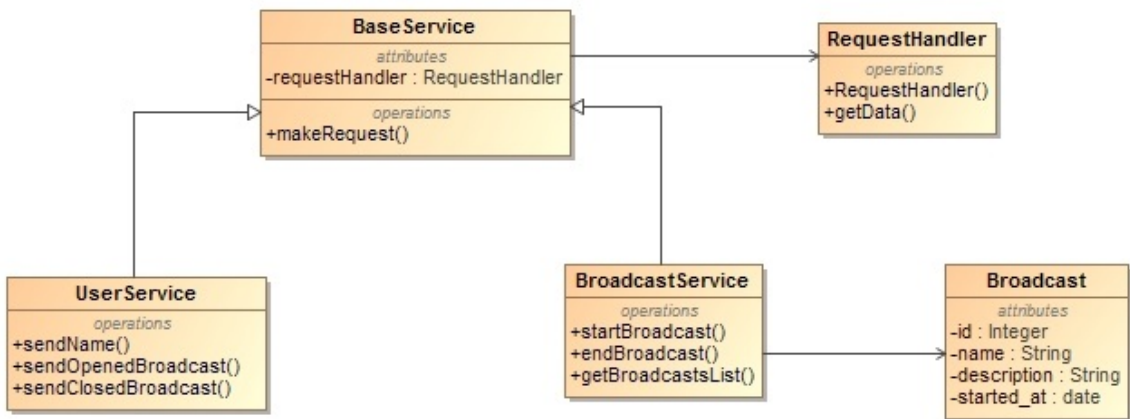 BaseService
attributes
-requestHandler : RequestHandler
operations
+makeRequest()
RequestHandler
operations
+RequestHandler()
+getData()
UserService
operations
+sendName()
+sendOpenedBroadcast()
+sendClosedBroadcast()
BroadcastService
operations
+startBroadcast()
+endBroadcast()
+getBroadcastsList()
Broadcast
attributes
-id : Integer
-name : String
-description : String
-started_at : date